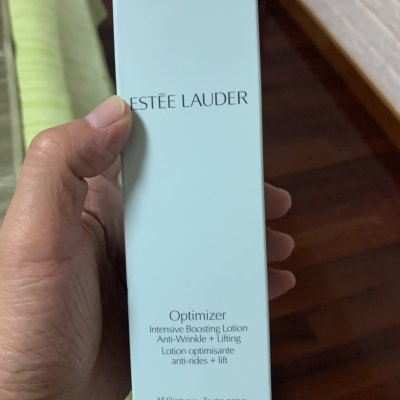 ESTĒE LAUDER
Optimizer
Intensive Boosting Lotion
Anti-Wrinkle + Lifting
Lotion optimisante
anti-rides + lift